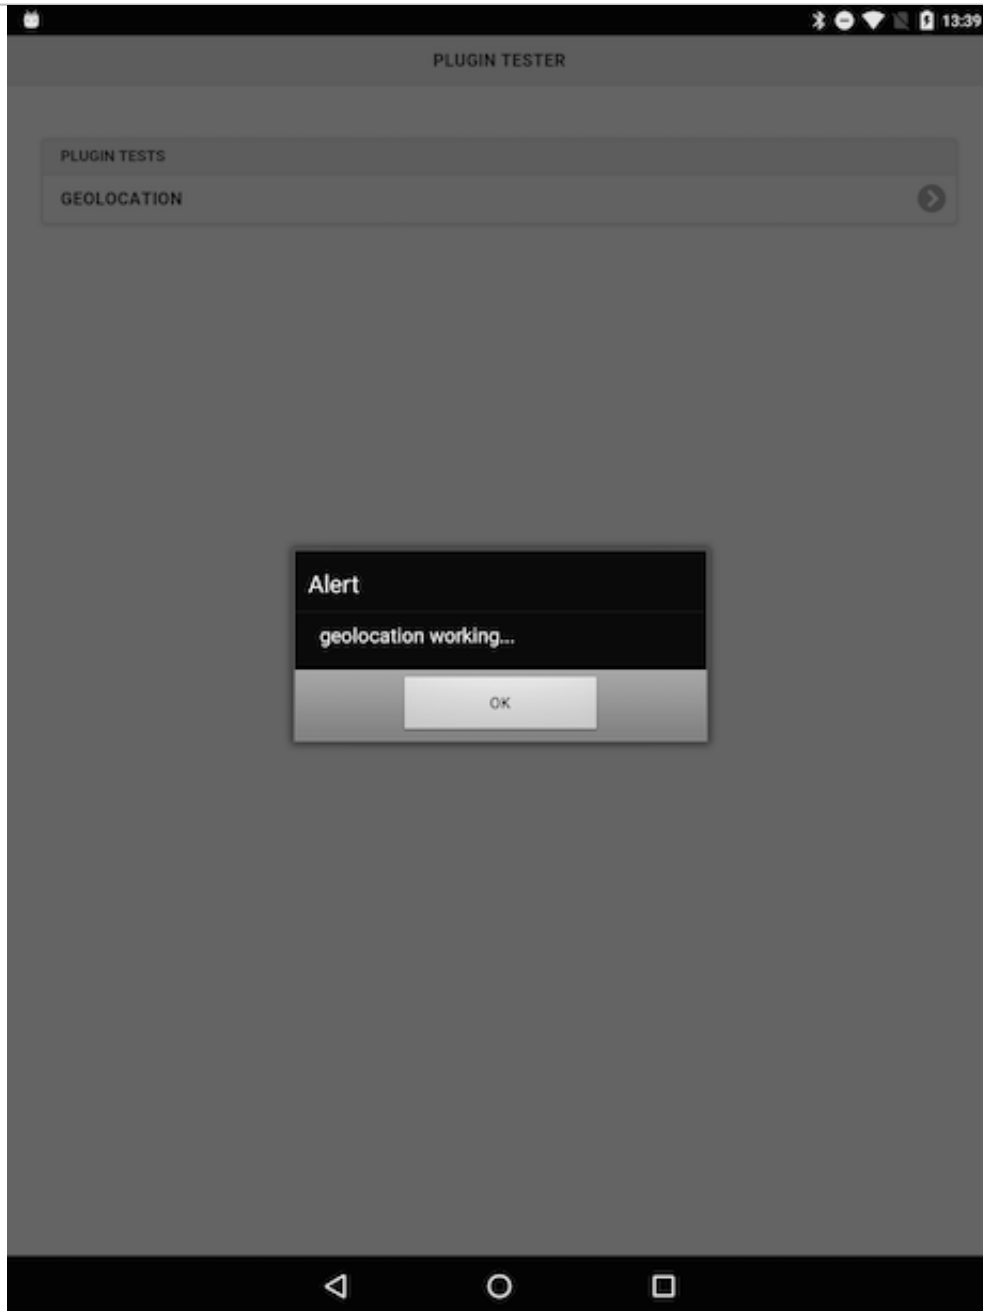 13:39
PLUGIN TESTER
PLUGIN TESTS
GEOLOCATION
Alert
geolocation working...
OK